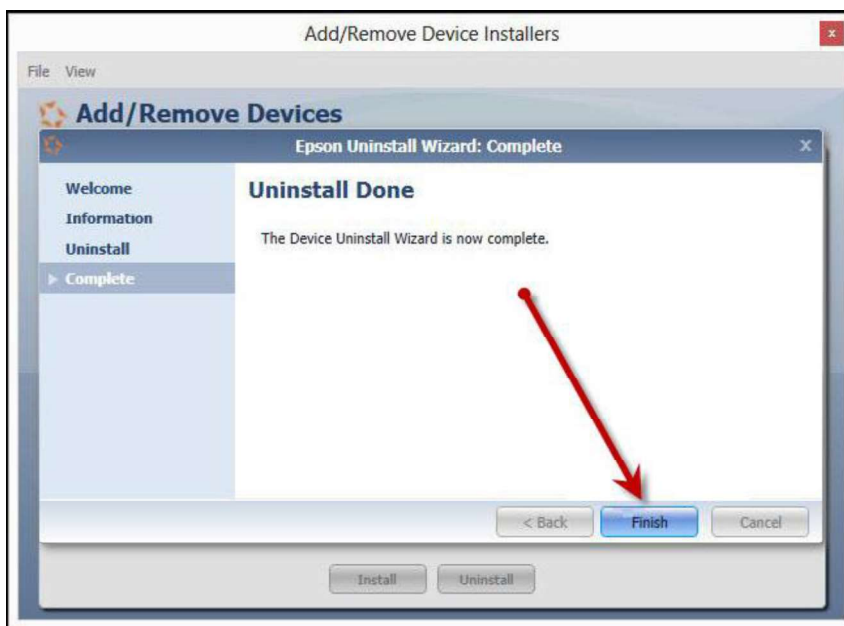 Add/Remove Device Installers
x
File View
Add/Remove Devices
Epson Uninstall Wizard: Complete
x
Welcome
Information
Uninstall
Complete
Uninstall Done
The Device Uninstall Wizard is now complete.
< Back Finish Cancel
Install Uninstall